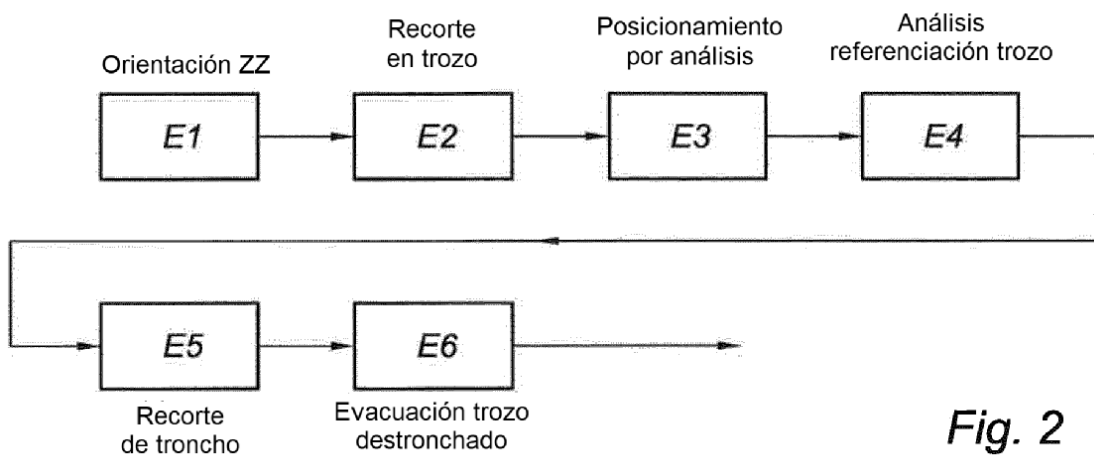 Orientación ZZ
Recorte
en trozo
Posicionamiento
por análisis
Análisis
referenciación trozo
E1
E2
E3
E4
E5
E6
Recorte
de troncho
Evacuación trozo
destronchado
Fig. 2